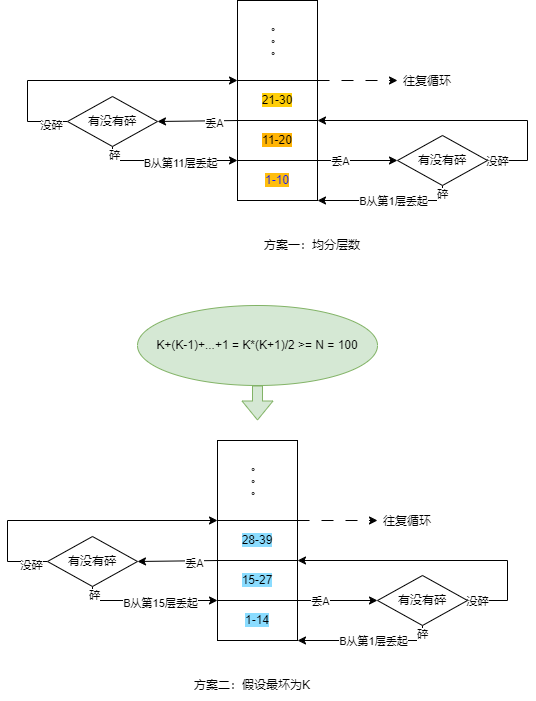 往复循环
21-30
有没有碎
没碎
丢A
碎
B从第11层丢起
11-20
丢A
有没有碎
没碎
1-10
碎
B从第1层丢起
方案一：均分层数
K+(K-1)+...+1 = K*(K+1)/2 >= N = 100
往复循环
28-39
有没有碎
没碎
丢A
碎
B从第15层丢起
15-27
丢A
有没有碎
没碎
1-14
碎
B从第1层丢起
方案二：假设最坏为K